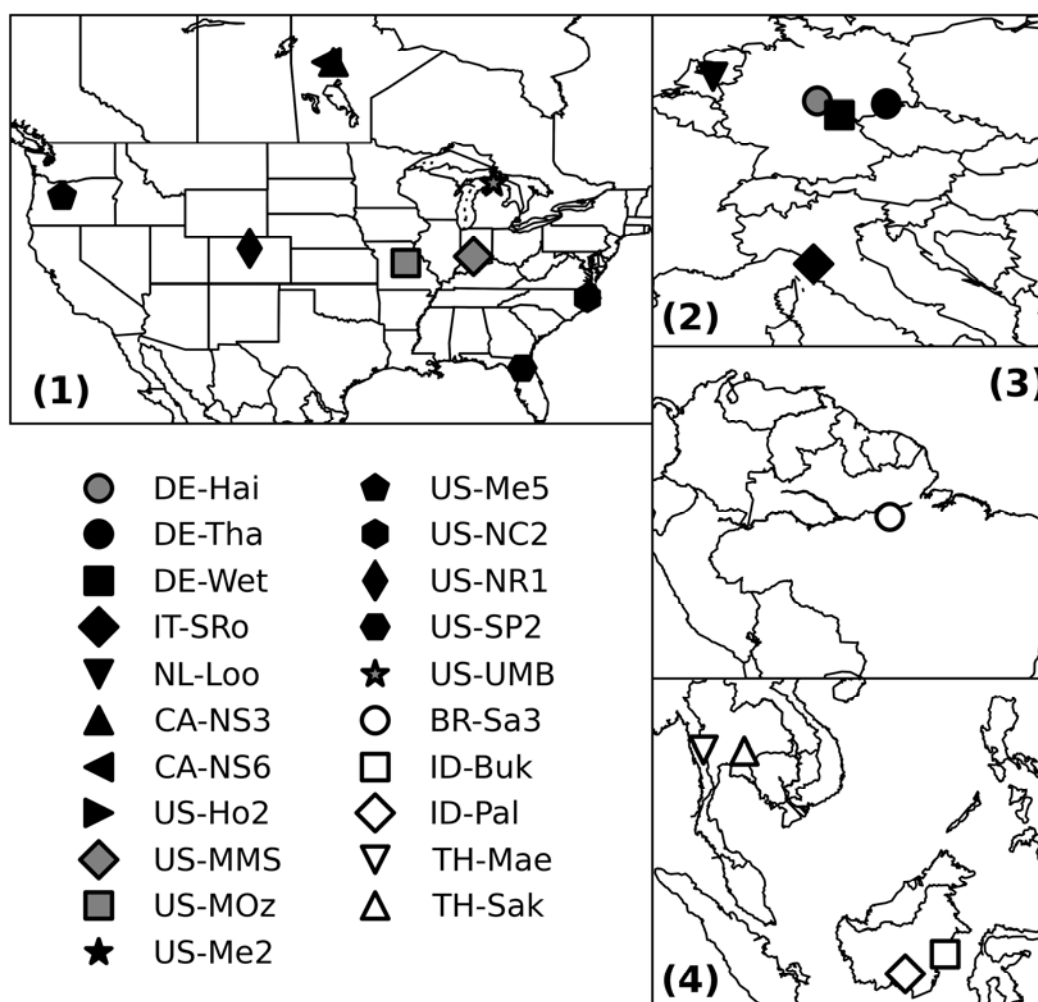 (1)
(2)
(3)
(4)
DE-Hai
DE-Tha
DE-Wet
IT-SRo
NL-Loo
CA-NS3
CA-NS6
US-Ho2
US-MMS
US-MOz
US-Me2
US-Me5
US-NC2
US-NR1
US-SP2
US-UMB
BR-Sa3
ID-Buk
ID-Pal
TH-Mae
TH-Sak